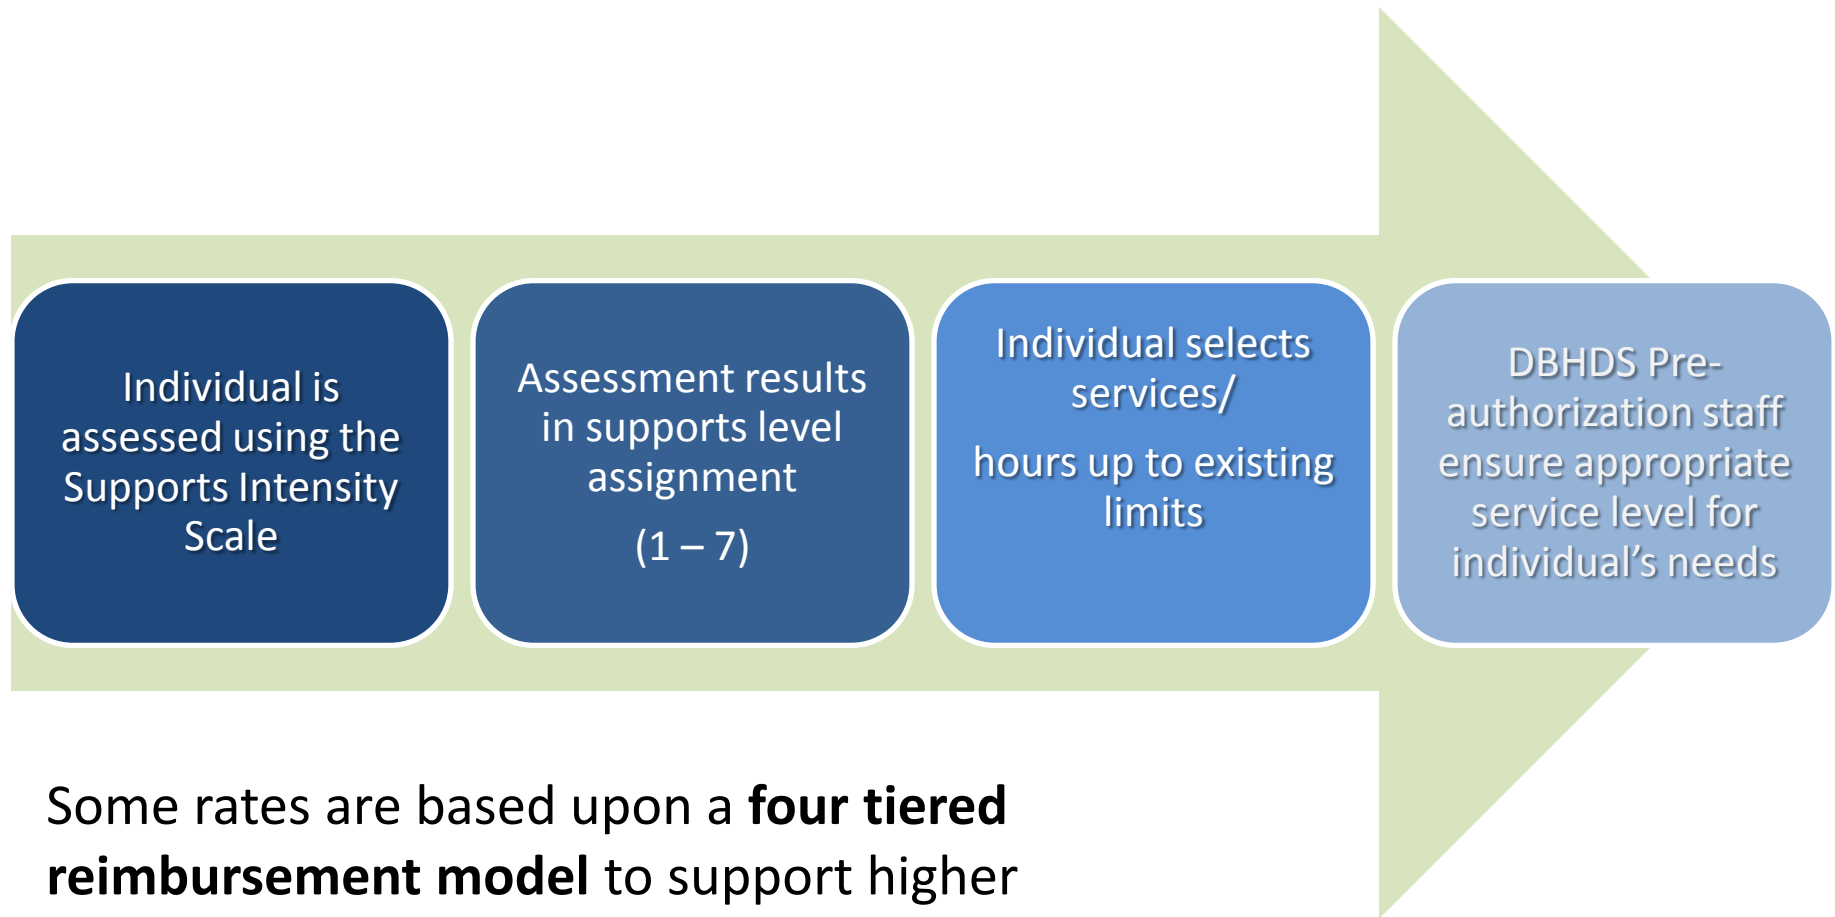 Individual is
assessed using the
Supports Intensity
Scale
Assessment results
in supports level
assignment
(1 – 7)
Individual selects
services/
hours up to existing
limits
DBHDS Pre-
authorization staff
ensure appropriate
service level for
individual’s needs
Some rates are based upon a four tiered
reimbursement model to support higher